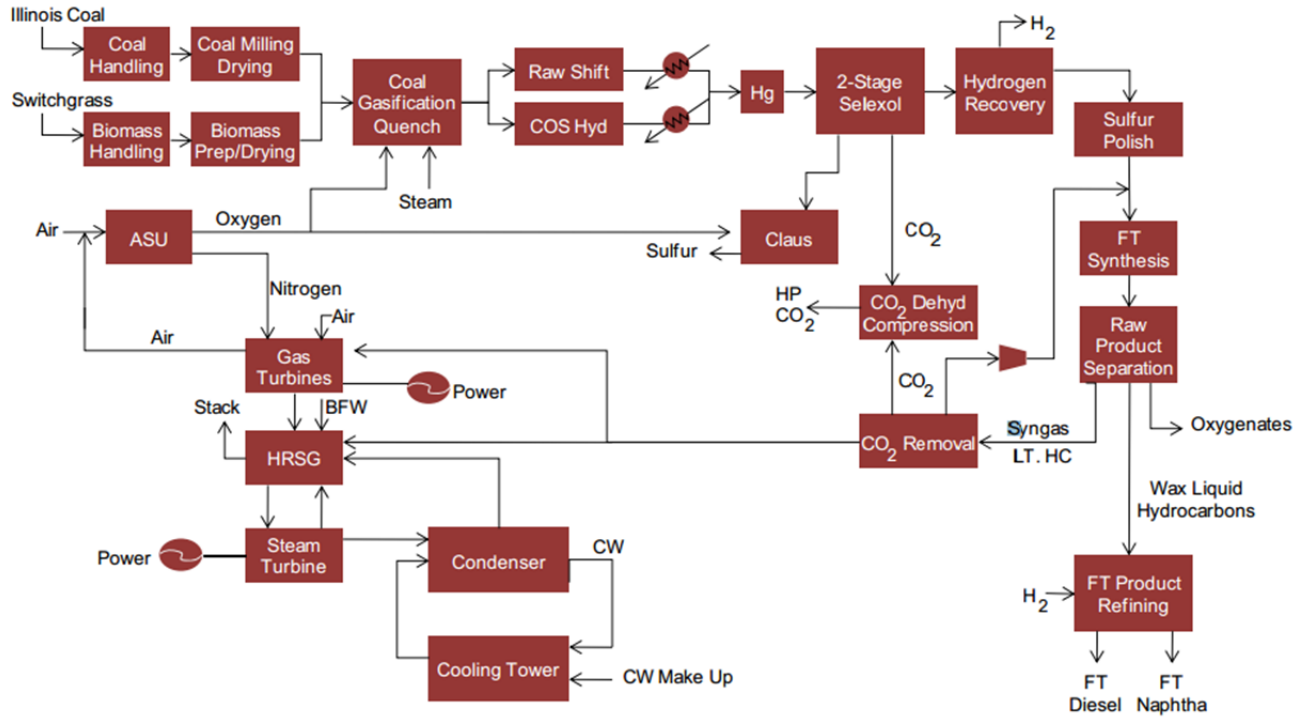 Illinois Coal
Coal
Handling
Coal Milling
Drying
Switchgrass
Biomass
Handling
Biomass
Prep/Drying
Coal
Gasification
Quench
Steam
Raw Shift
COS Hyd
Hg
2-Stage
Selexol
Hydrogen
Recovery
H2
Sulfur
Polish
Air
ASU
Oxygen
Nitrogen
Claus
Sulfur
CO2
FT
Synthesis
HP
CO2
CO2 Dehyd
Compression
Raw
Product
Separation
Air
Air
Gas
Turbines
Power
CO2
Stack
BFW
HRSG
CO2 Removal
Syngas
LT. HC
Oxygenates
Wax Liquid
Hydrocarbons
Power
Steam
Turbine
Condenser
CW
Cooling Tower
CW Make Up
H2
FT Product
Refining
FT
Diesel
FT
Naphtha